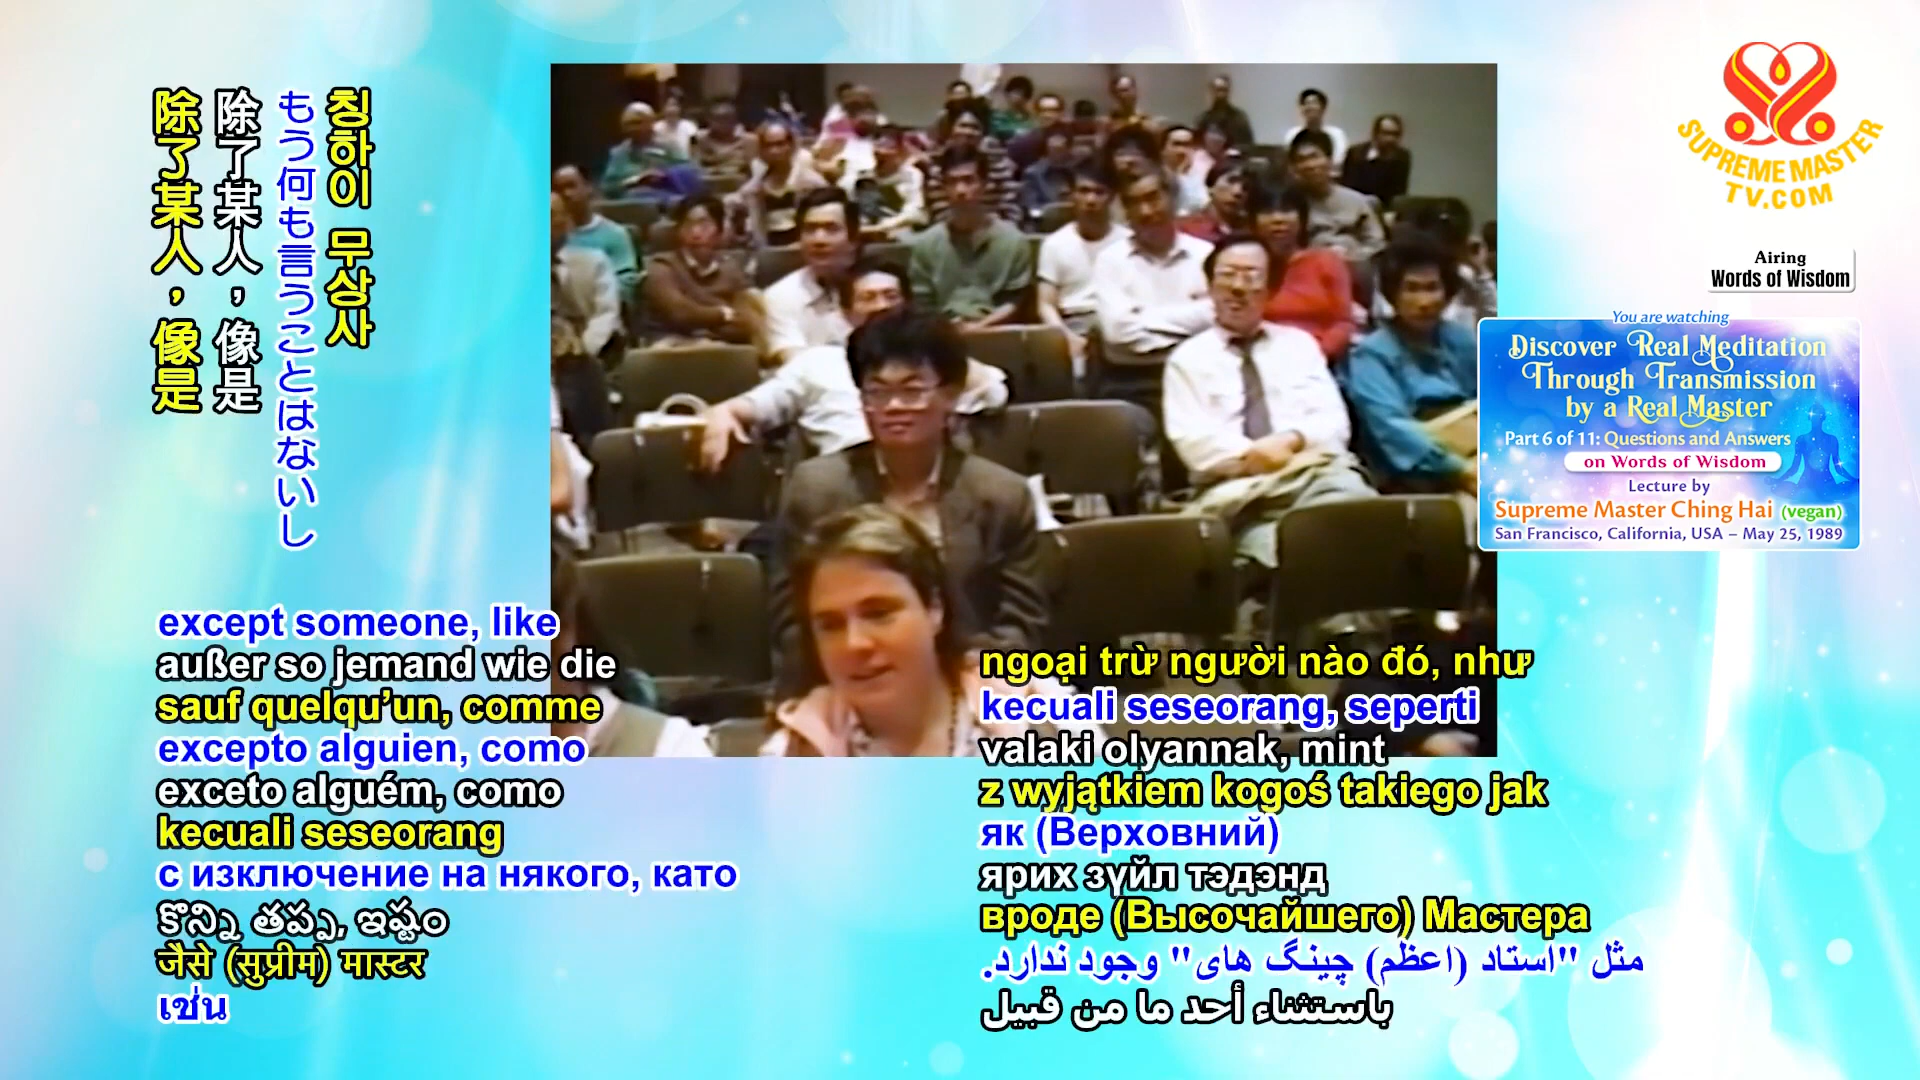 除了某人，像是
除了某人，像是
もう何も言うことはないし
칭하이 무상사
SUPREME MASTER
TV.COM
Airing
Words of Wisdom
You are watching
Discover Real Meditation
Through Transmission
by a Real Master
Part 6 of 11: Questions and Answers
on Words of Wisdom
Lecture by
Supreme Master Ching Hai (vegan)
San Francisco, California, USA – May 25, 1989
except someone, like
außer so jemand wie die
sauf quelqu’un, comme
excepto alguien, como
exceto alguém, como
kecuali seseorang
с изключение на някого, като
కొన్ని తప్ప, ఇష్టం
जैसे (सुप्रीम) मास्टर
เช่น
ngoại trừ người nào đó, như
kecuali seseorang, seperti
valaki olyannak, mint
z wyjątkiem kogoś takiego jak
як (Верховний)
ярих зүйл тэдэнд
вроде (Высочайшего) Мастера
مثل "استاد (اعظم) چینگ های" وجود ندارد.
باستثناء أحد ما من قبيل